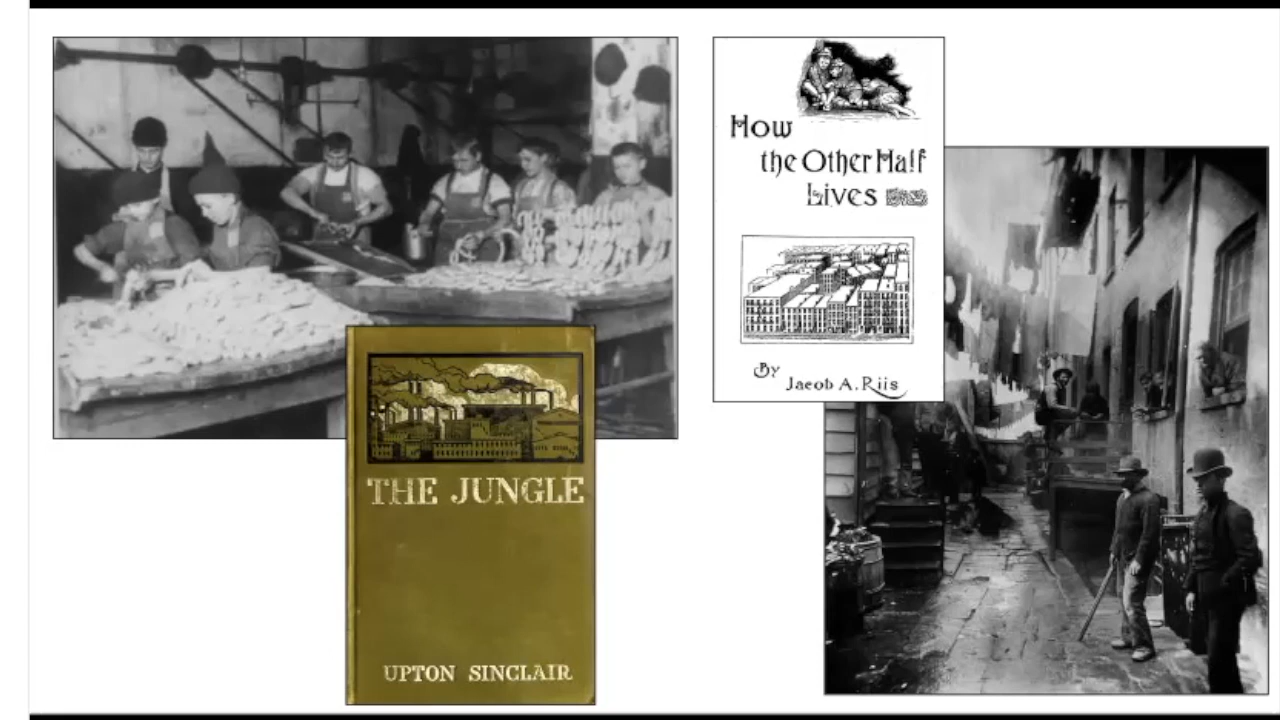 How
the Other Half
Lives
By
Jacob A. Riis
THE JUNGLE
UPTON SINCLAIR